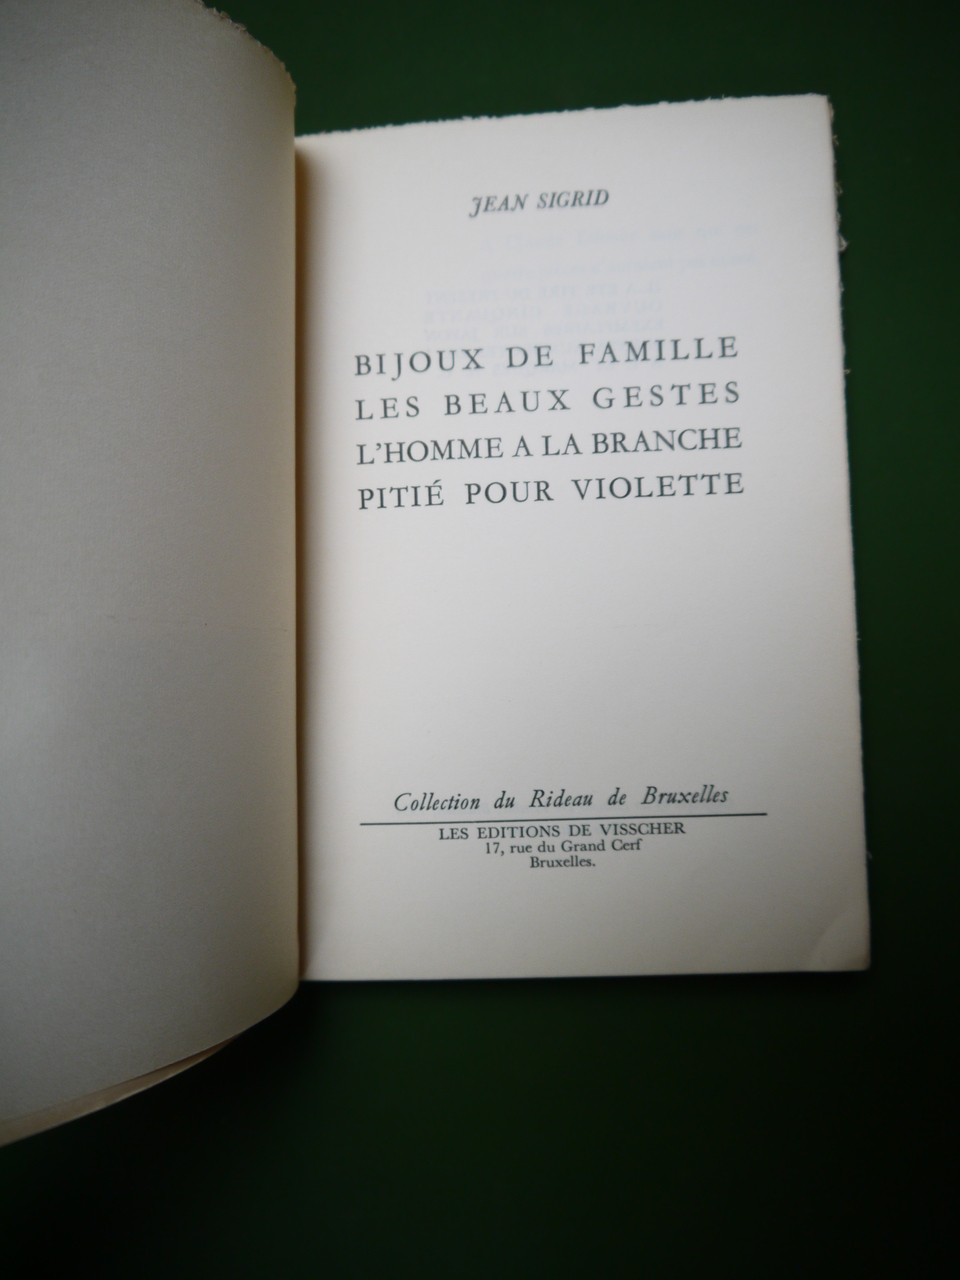 JEAN SIGRID
BIJOUX DE FAMILLE
LES BEAUX GESTES
L'HOMME A LA BRANCHE
PITIÉ POUR VIOLETTE
Collection du Rideau de Bruxelles
LES EDITIONS DE VISSCHER
17, rue du Grand Cerf
Bruxelles.